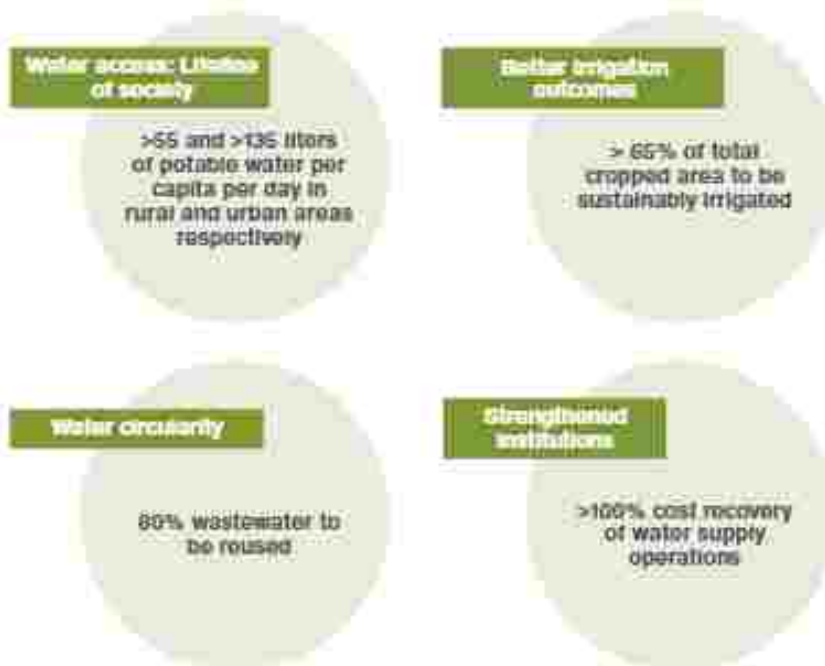 Water access: Lifeline
of society
>55 and >135 liters
of potable water per
capita per day in
rural and urban areas
respectively
Better irrigation
outcomes
> 65% of total
cropped area to be
sustainably irrigated
Water circularity
wastewater to
be reused
Strengthened
institutions
>100% cost recovery
of water supply
operations